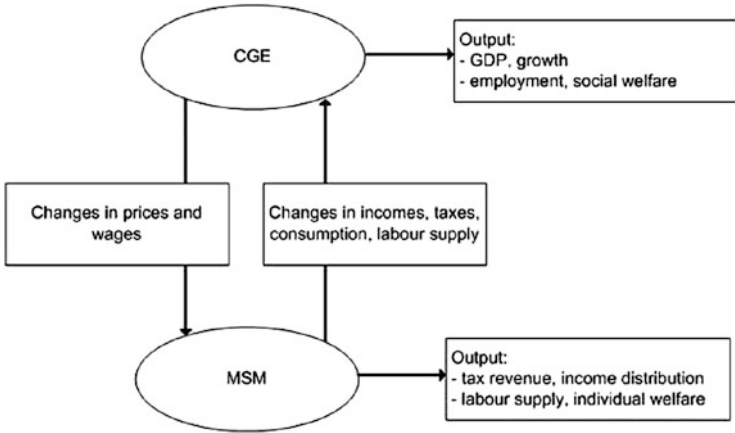 CGE
Output:
- GDP, growth
- employment, social welfare
Changes in prices and
wages
Changes in incomes, taxes,
consumption, labour supply
MSM
Output:
- tax revenue, income distribution
- labour supply, individual welfare